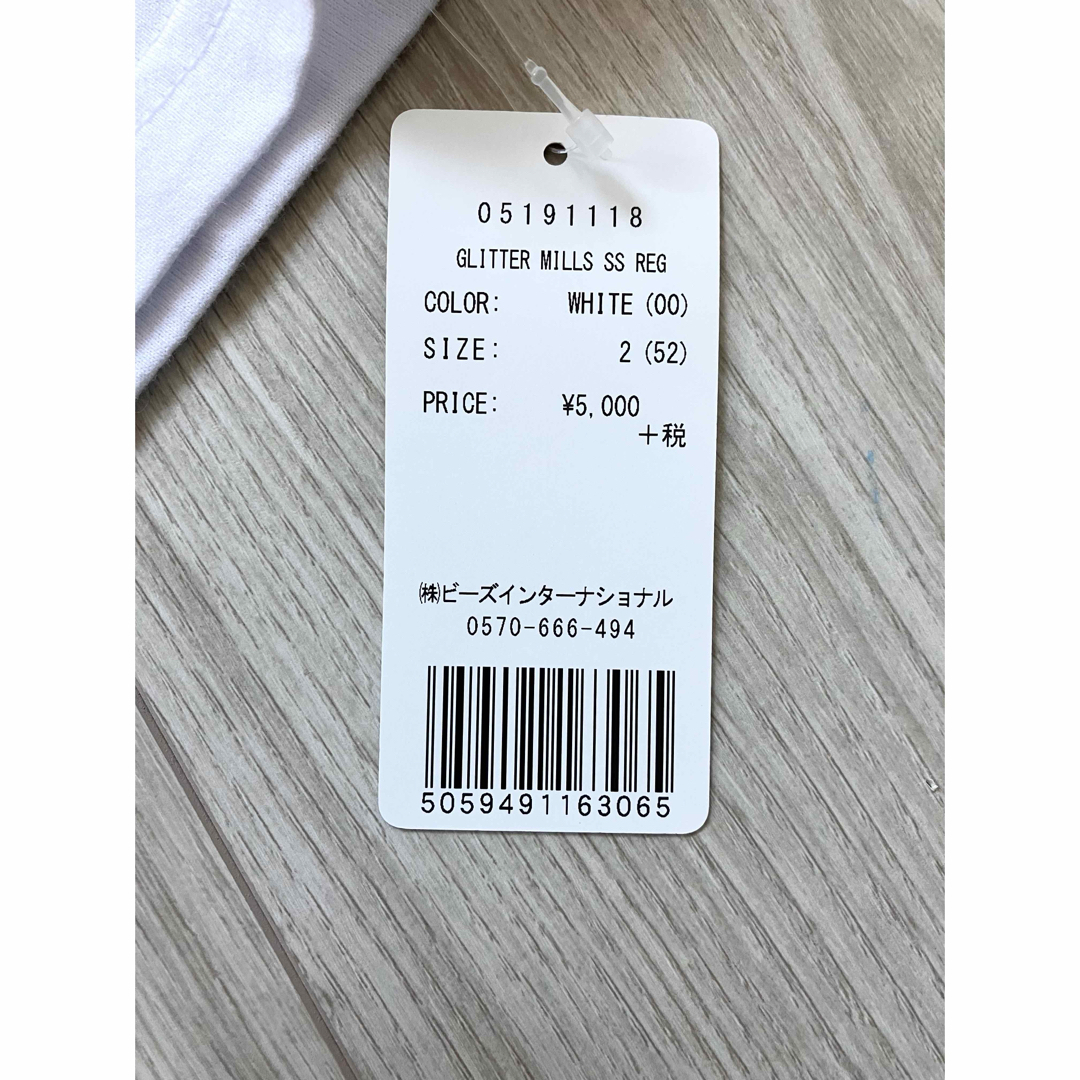 05191118
GLITTER MILLS SS REG
COLOR: WHITE (00)
SIZE: 2 (52)
PRICE: ¥5,000
+税
㈱ビーズインターナショナル
0570-666-494
5059491163065